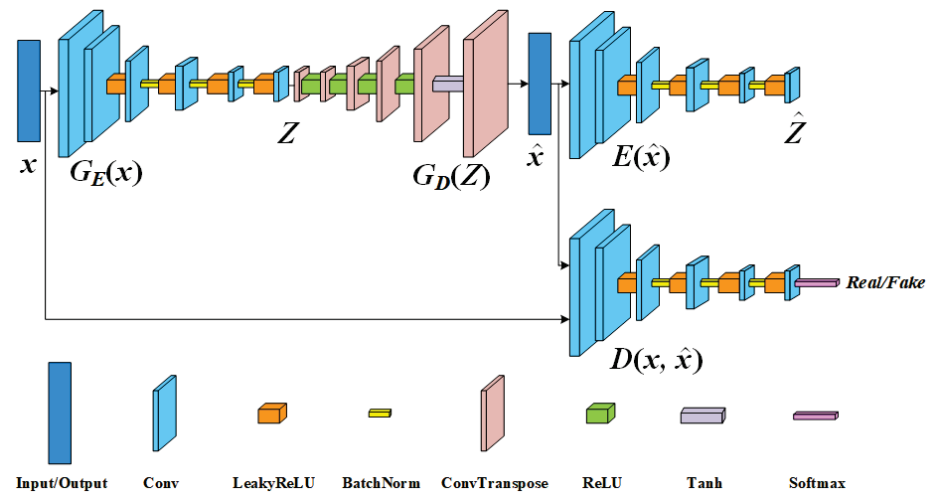 x
G_E(x)
Z
G_D(Z)
x̂
E(x̂)
Ẑ
Real/Fake
D(x, x̂)
Input/Output
Conv
LeakyReLU
BatchNorm
ConvTranspose
ReLU
Tanh
Softmax